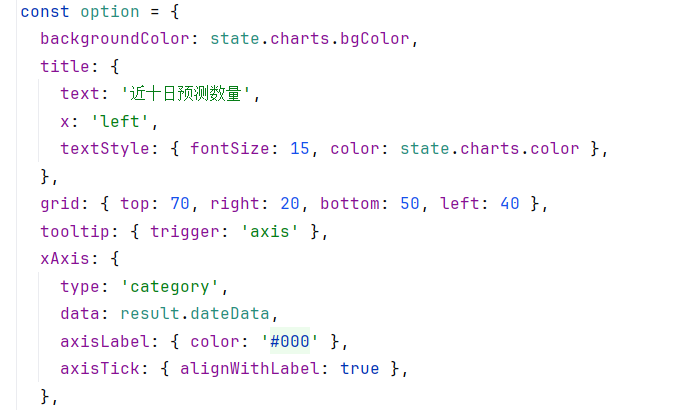 const option = {
  backgroundColor: state.charts.bgColor,
  title: {
    text: '近十日预测数量',
    x: 'left',
    textStyle: { fontSize: 15, color: state.charts.color },
  },
  grid: { top: 70, right: 20, bottom: 50, left: 40 },
  tooltip: { trigger: 'axis' },
  xAxis: {
    type: 'category',
    data: result.dateData,
    axisLabel: { color: '#000' },
    axisTick: { alignWithLabel: true },
  },